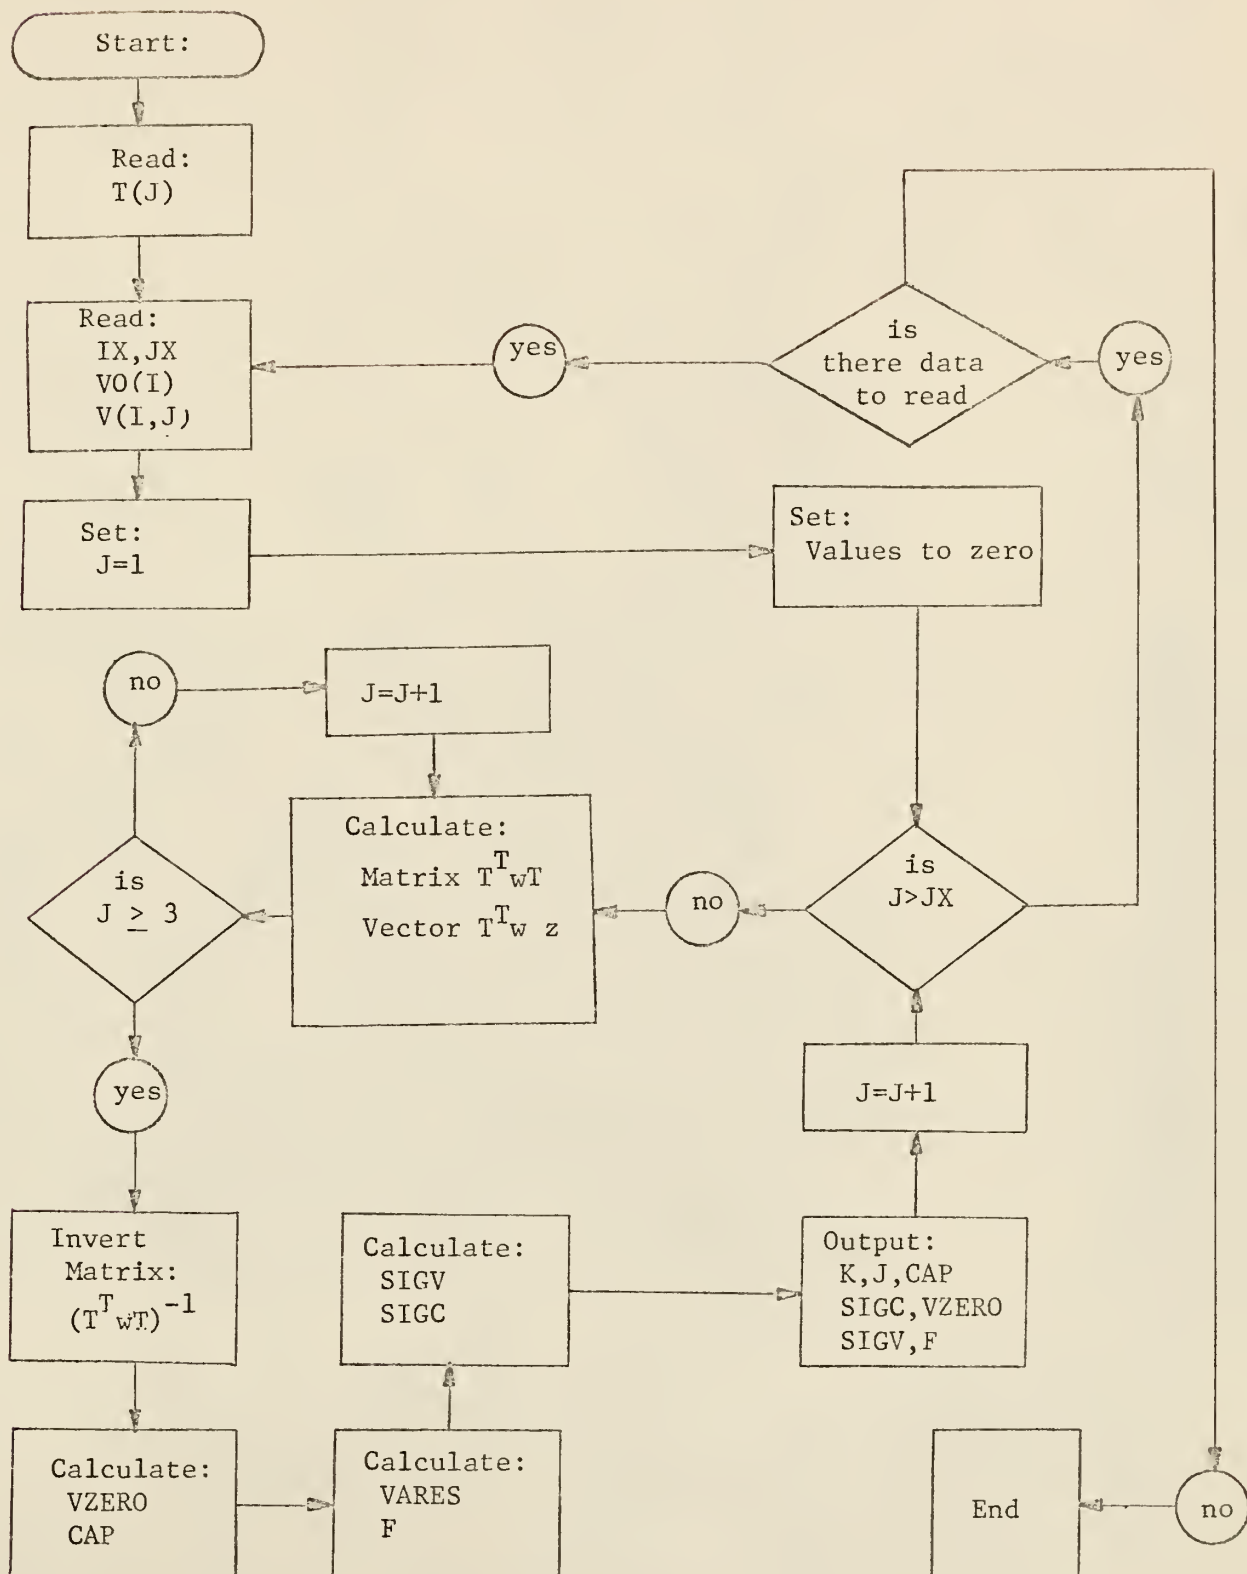 Start:
Read:
T(J)
Read:
IX,JX
VO(I)
V(I,J)
yes
is
there data
to read
yes
Set:
J=1
Set:
Values to zero
no
J=J+1
Calculate:
Matrix T^T wT
Vector T^T w z
is
J ≥ 3
no
is
J>JX
yes
J=J+1
Invert
Matrix:
(T^T wT)^-1
Calculate:
SIGV
SIGC
Output:
K,J,CAP
SIGC,VZERO
SIGV,F
Calculate:
VZERO
CAP
Calculate:
VARES
F
End
no